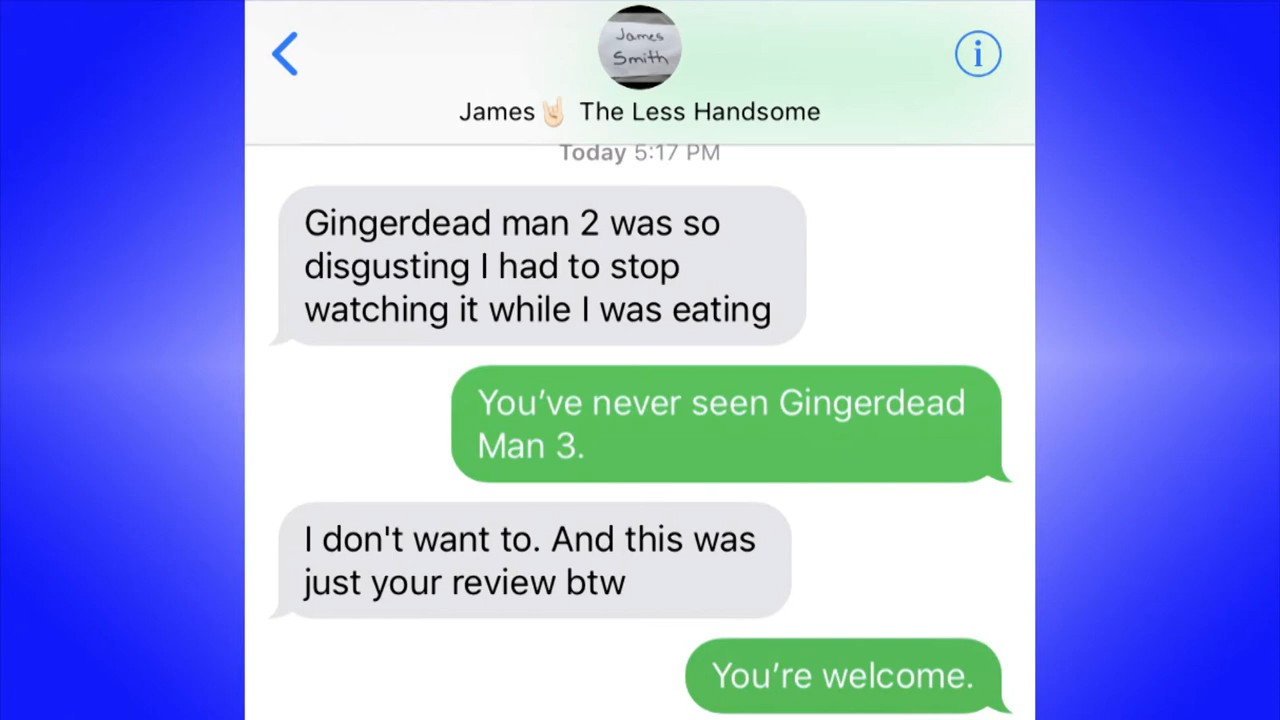 James
Smith
James🤘🏻 The Less Handsome
Today 5:17 PM
Gingerdead man 2 was so
disgusting I had to stop
watching it while I was eating
You’ve never seen Gingerdead
Man 3.
I don't want to. And this was
just your review btw
You’re welcome.